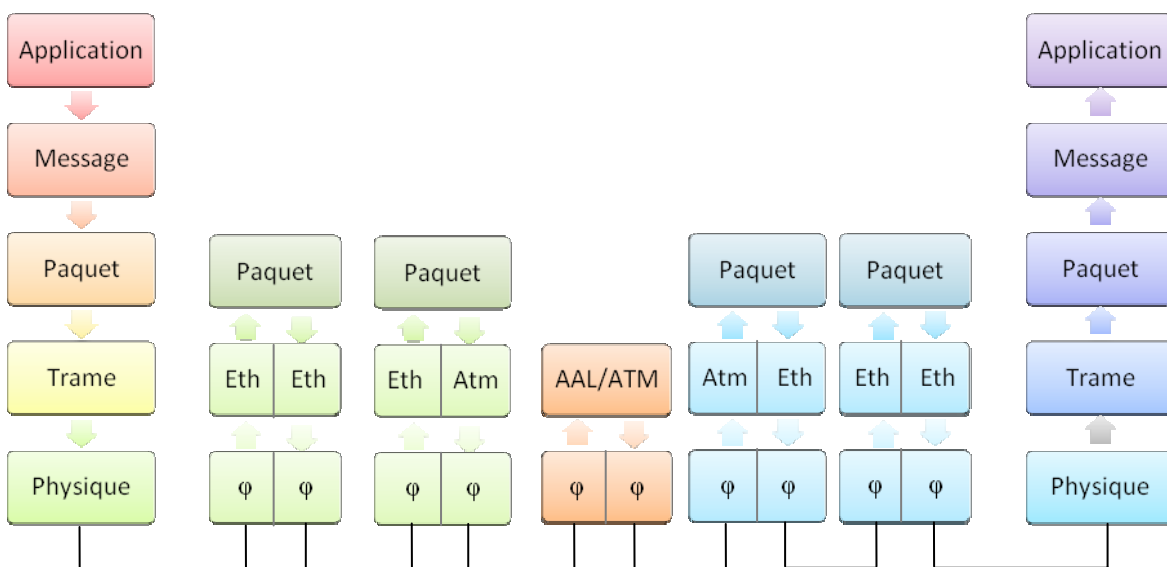 Application
Application
Message
Message
Paquet
Paquet
Paquet
Paquet
Paquet
Paquet
Trame
Eth Eth
Eth Atm
AAL/ATM
Atm Eth
Eth Eth
Trame
Physique
φ φ
φ φ
φ φ
φ φ
φ φ
Physique